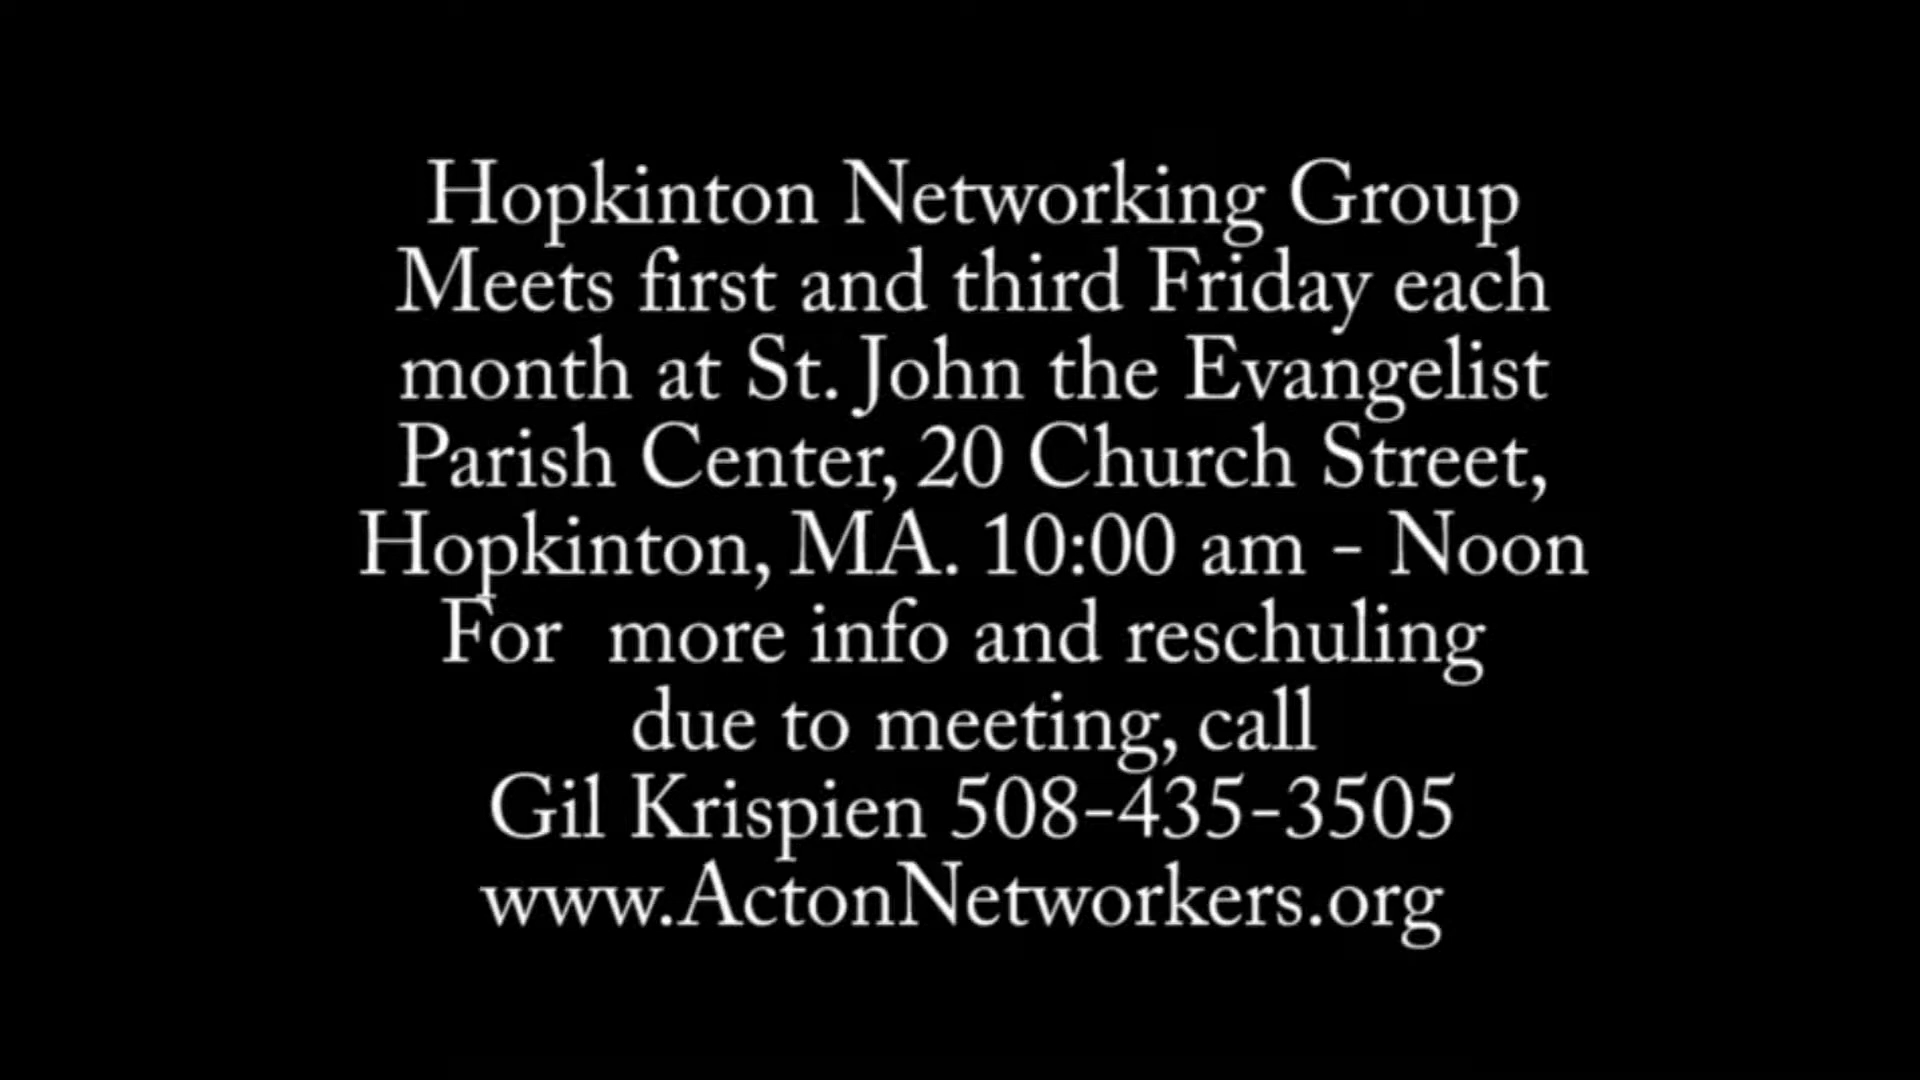 Hopkinton Networking Group
Meets first and third Friday each
month at St. John the Evangelist
Parish Center, 20 Church Street,
Hopkinton, MA. 10:00 am - Noon
For  more info and reschuling
due to meeting, call
Gil Krispien 508-435-3505
www.ActonNetworkers.org